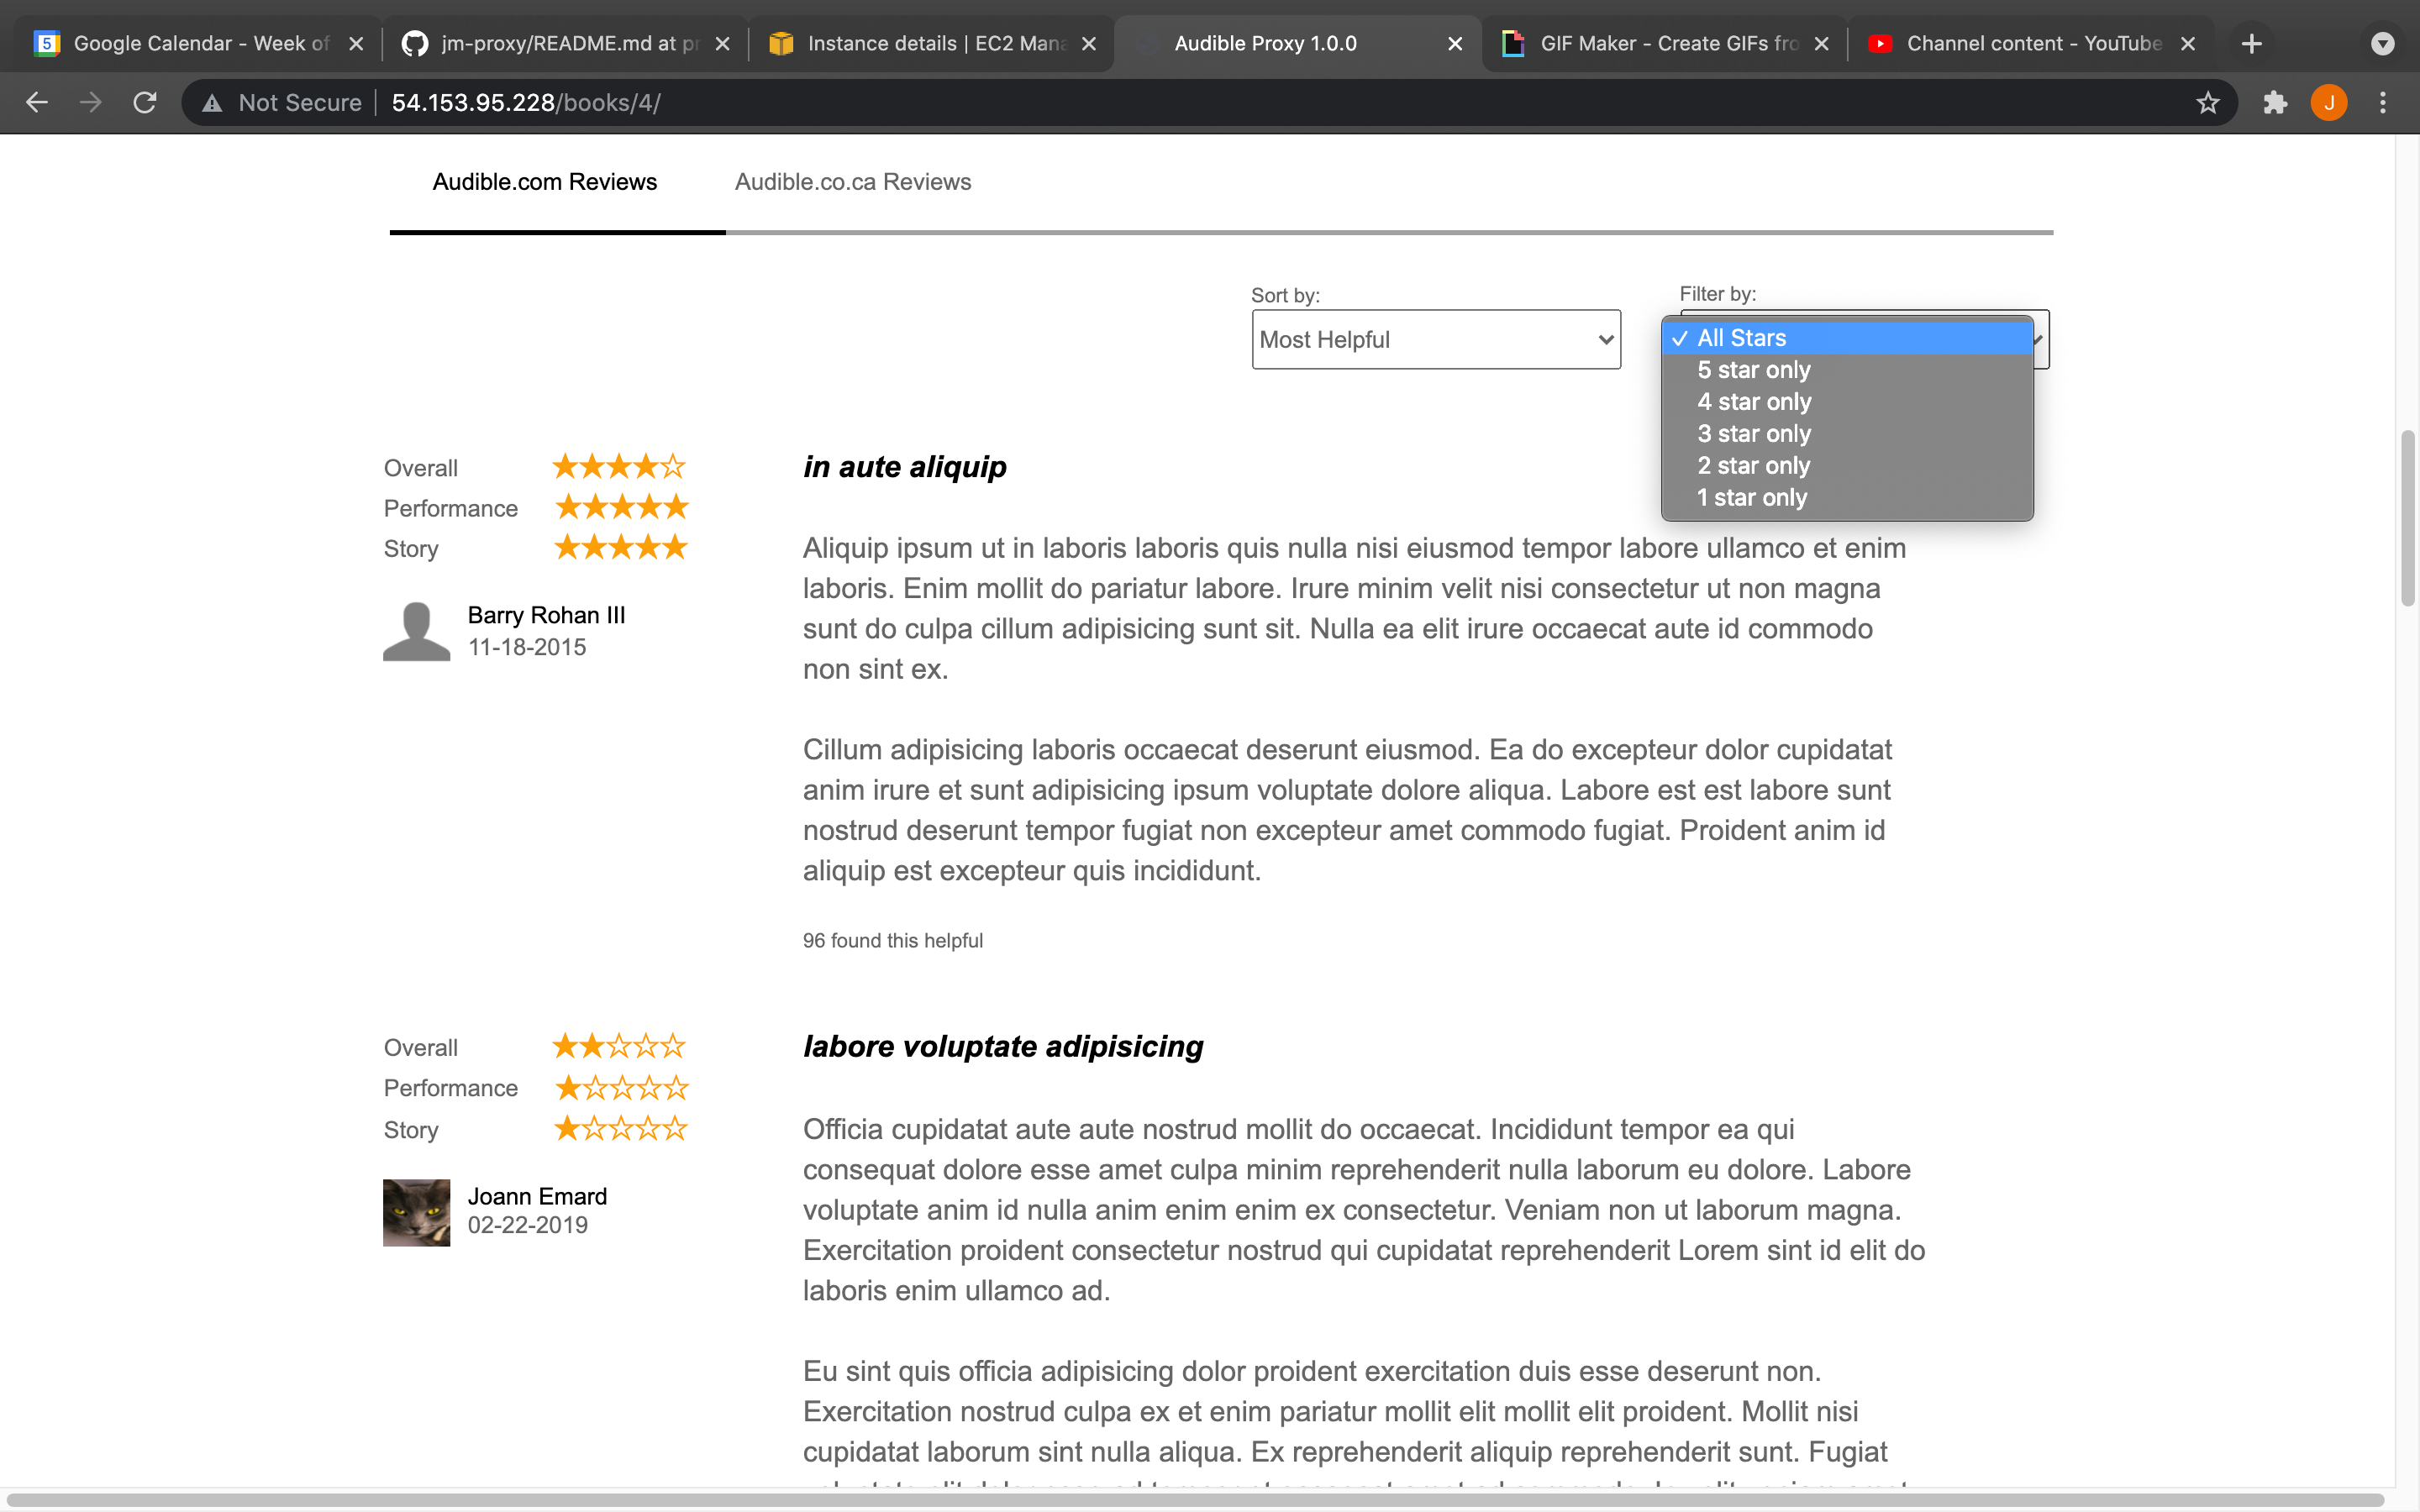 5 Google Calendar - Week of
jm-proxy/README.md at pr
Instance details | EC2 Mana
Audible Proxy 1.0.0
GIF Maker - Create GIFs fro
Channel content - YouTube
Not Secure
54.153.95.228/books/4/
J
Audible.com Reviews
Audible.co.ca Reviews
Sort by:
Most Helpful
Filter by:
✓ All Stars
5 star only
4 star only
3 star only
2 star only
1 star only
Overall
Performance
Story
Barry Rohan III
11-18-2015
in aute aliquip
Aliquip ipsum ut in laboris laboris quis nulla nisi eiusmod tempor labore ullamco et enim
laboris. Enim mollit do pariatur labore. Irure minim velit nisi consectetur ut non magna
sunt do culpa cillum adipisicing sunt sit. Nulla ea elit irure occaecat aute id commodo
non sint ex.
Cillum adipisicing laboris occaecat deserunt eiusmod. Ea do excepteur dolor cupidatat
anim irure et sunt adipisicing ipsum voluptate dolore aliqua. Labore est est labore sunt
nostrud deserunt tempor fugiat non excepteur amet commodo fugiat. Proident anim id
aliquip est excepteur quis incididunt.
96 found this helpful
Overall
Performance
Story
Joann Emard
02-22-2019
labore voluptate adipisicing
Officia cupidatat aute aute nostrud mollit do occaecat. Incididunt tempor ea qui
consequat dolore esse amet culpa minim reprehenderit nulla laborum eu dolore. Labore
voluptate anim id nulla anim enim enim ex consectetur. Veniam non ut laborum magna.
Exercitation proident consectetur nostrud qui cupidatat reprehenderit Lorem sint id elit do
laboris enim ullamco ad.
Eu sint quis officia adipisicing dolor proident exercitation duis esse deserunt non.
Exercitation nostrud culpa ex et enim pariatur mollit elit mollit elit proident. Mollit nisi
cupidatat laborum sint nulla aliqua. Ex reprehenderit aliquip reprehenderit sunt. Fugiat